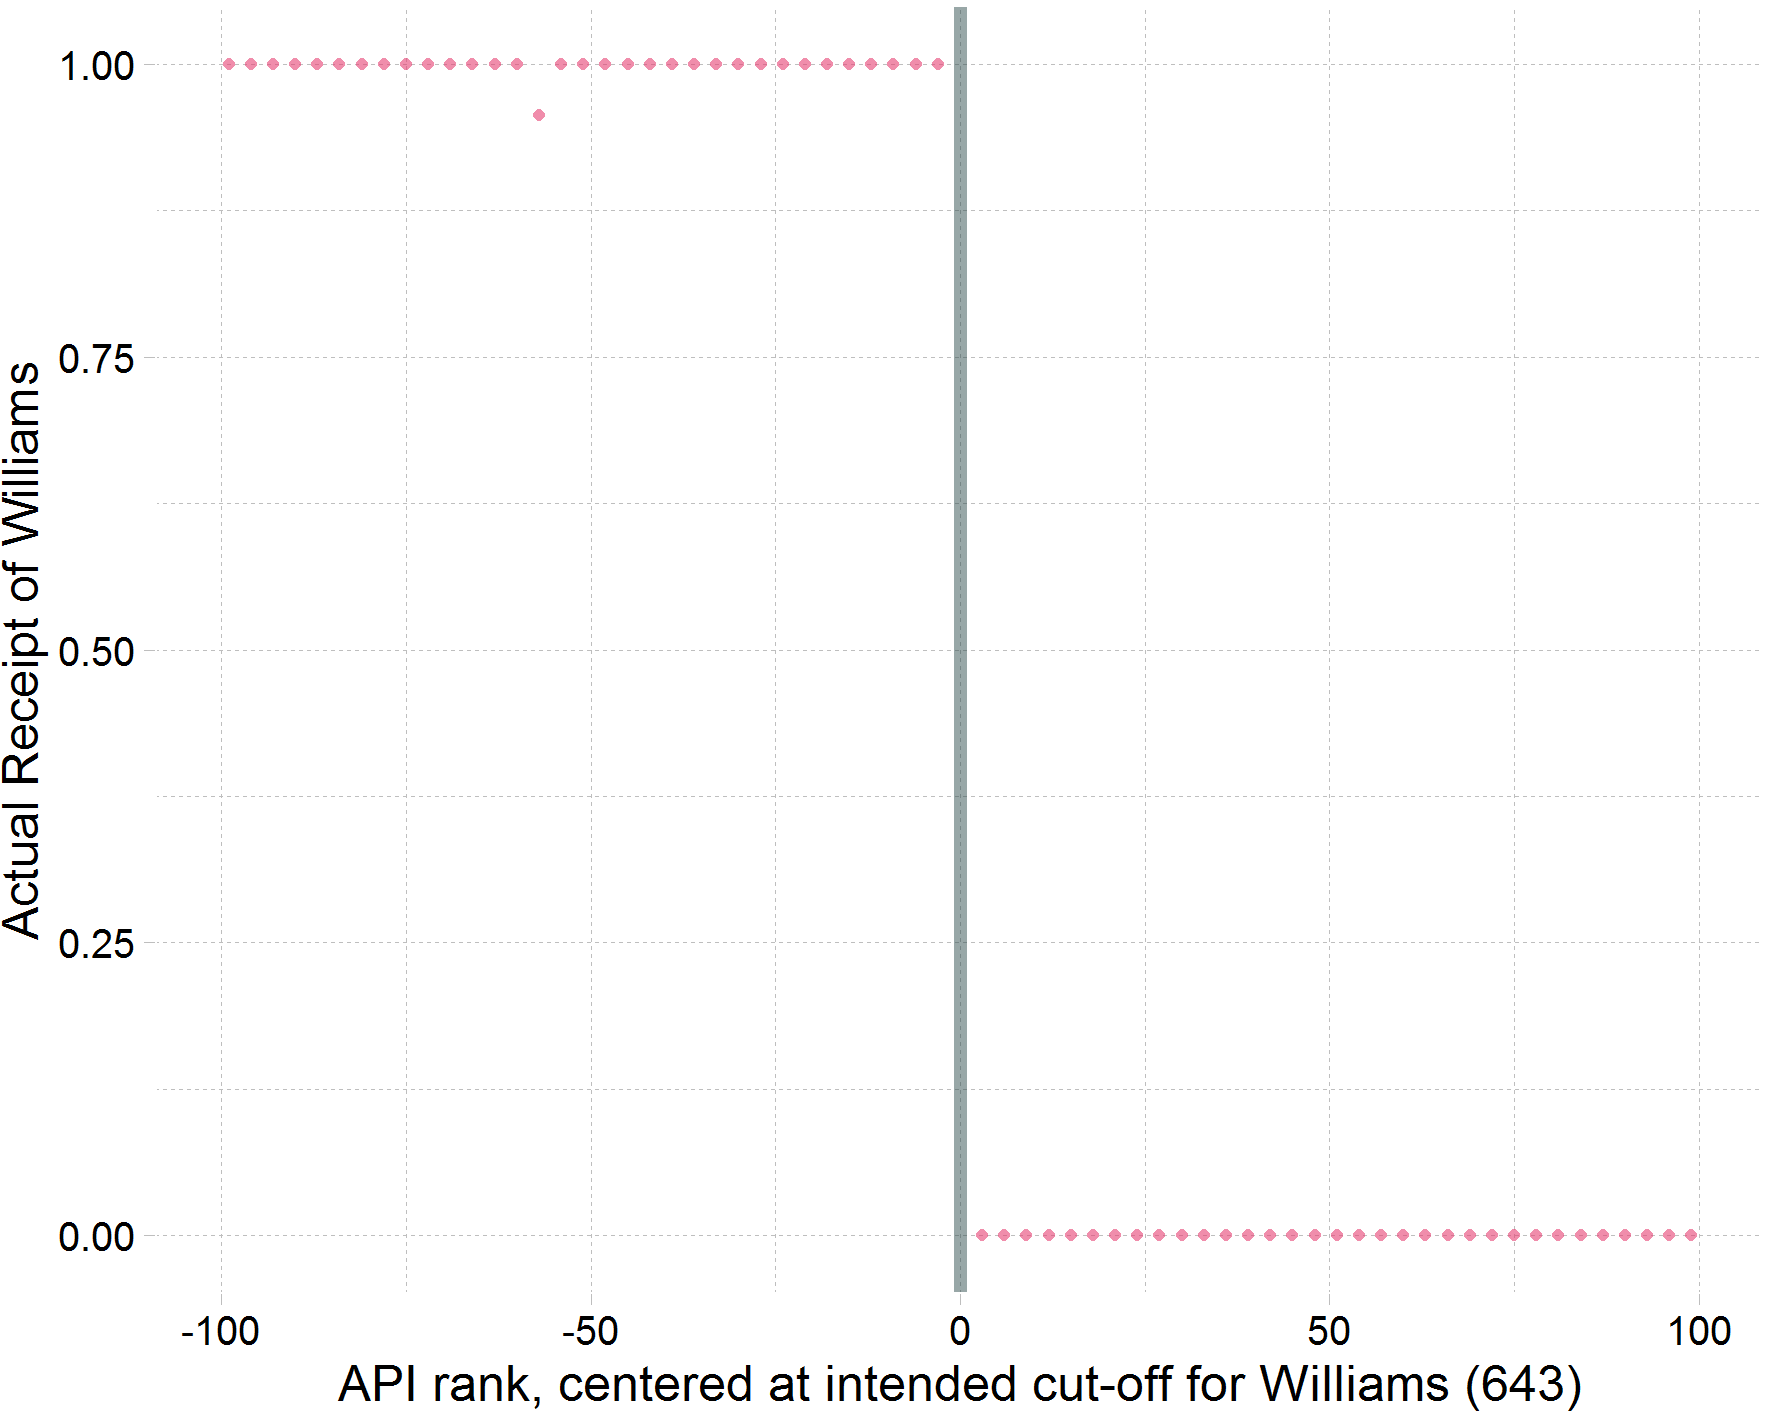 Actual Receipt of Williams
1.00
0.75
0.50
0.25
0.00
-100 -50 0 50 100
API rank, centered at intended cut-off for Williams (643)